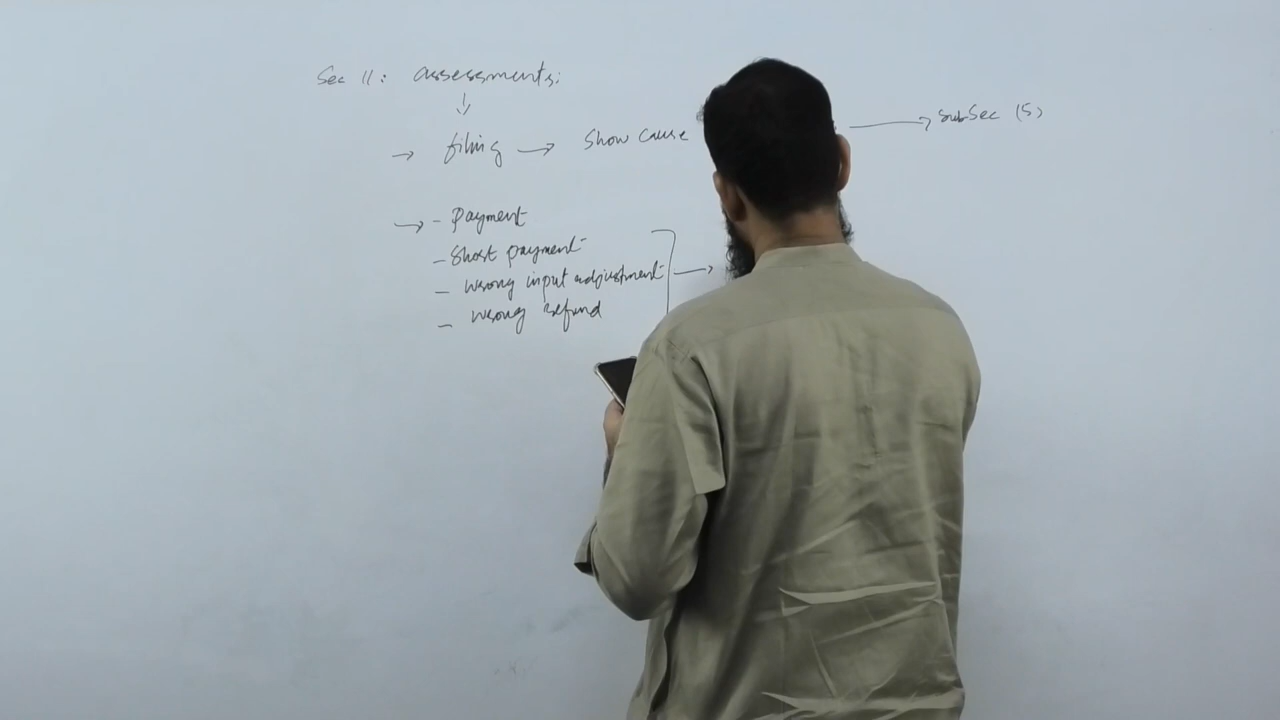 Sec 11: assessments:
↓
→ filing → Show cause → SubSec (5)
→ - Payment
- Short payment
- wrong input adjustment →
- wrong refund